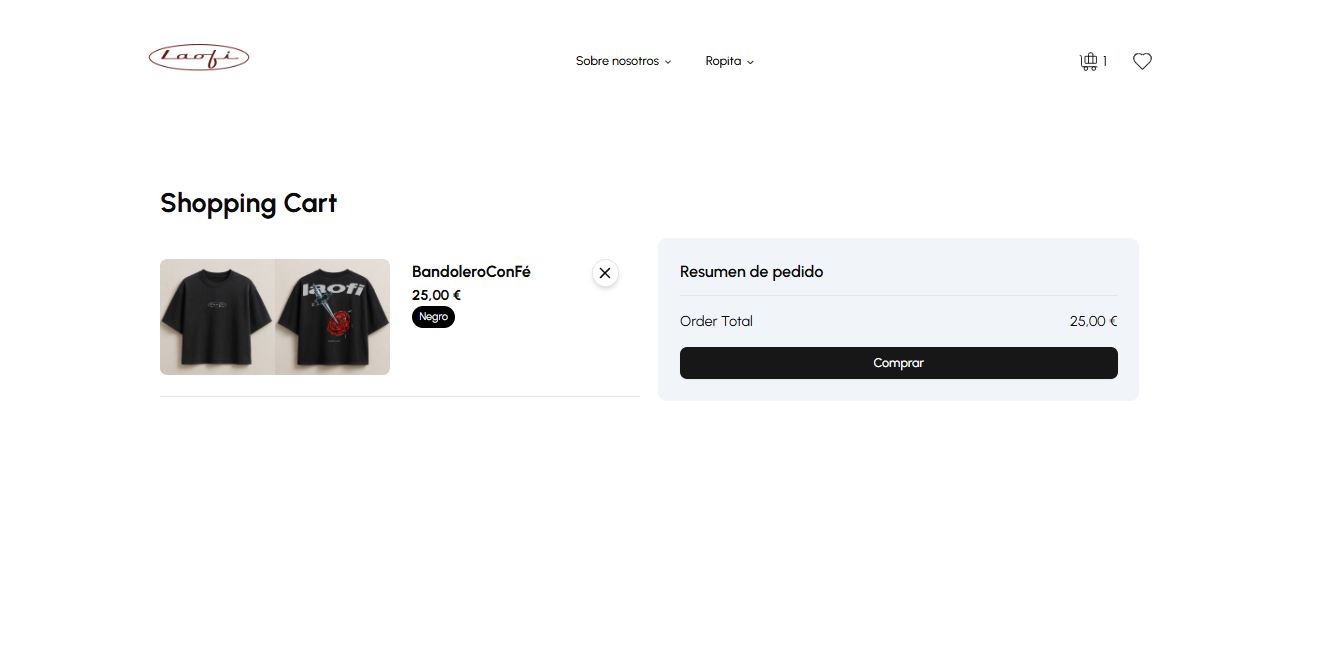 Laofi
Sobre nosotros
Ropita
1
Shopping Cart
laofi
BandoleroConFé
25,00 €
Negro
Resumen de pedido
Order Total
25,00 €
Comprar